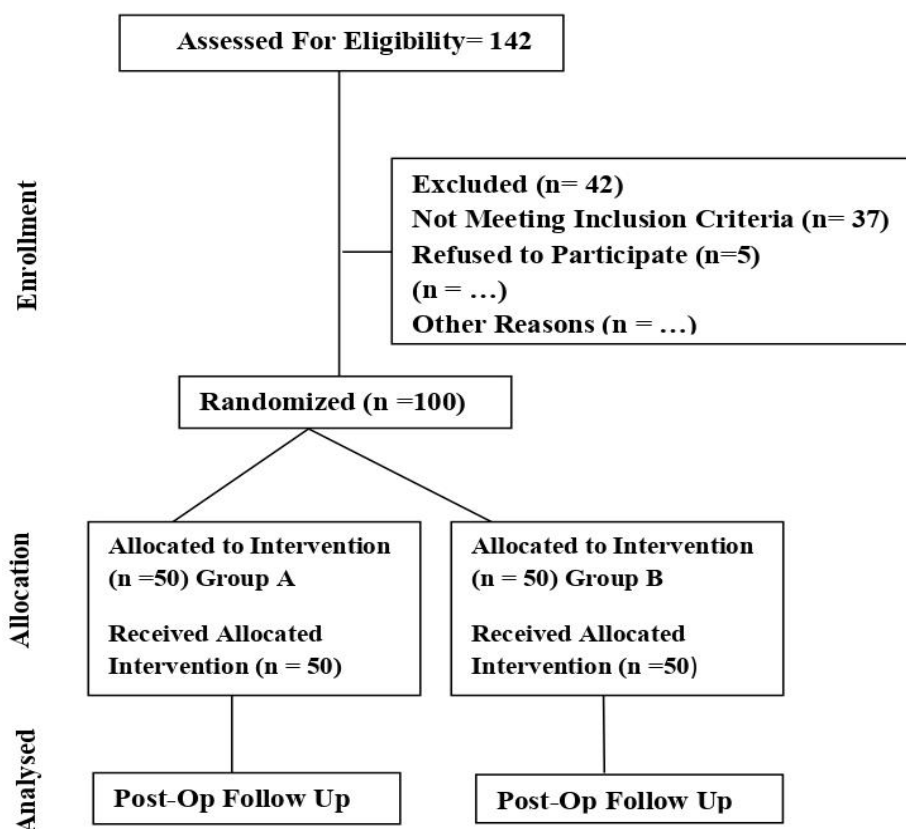 Assessed For Eligibility= 142
Enrollment
Excluded (n= 42)
Not Meeting Inclusion Criteria (n= 37)
Refused to Participate (n=5)
(n = …)
Other Reasons (n = …)
Randomized (n =100)
Allocation
Allocated to Intervention
(n =50) Group A
Received Allocated
Intervention (n = 50)
Allocated to Intervention
(n = 50) Group B
Received Allocated
Intervention (n =50)
Analysed
Post-Op Follow Up
Post-Op Follow Up